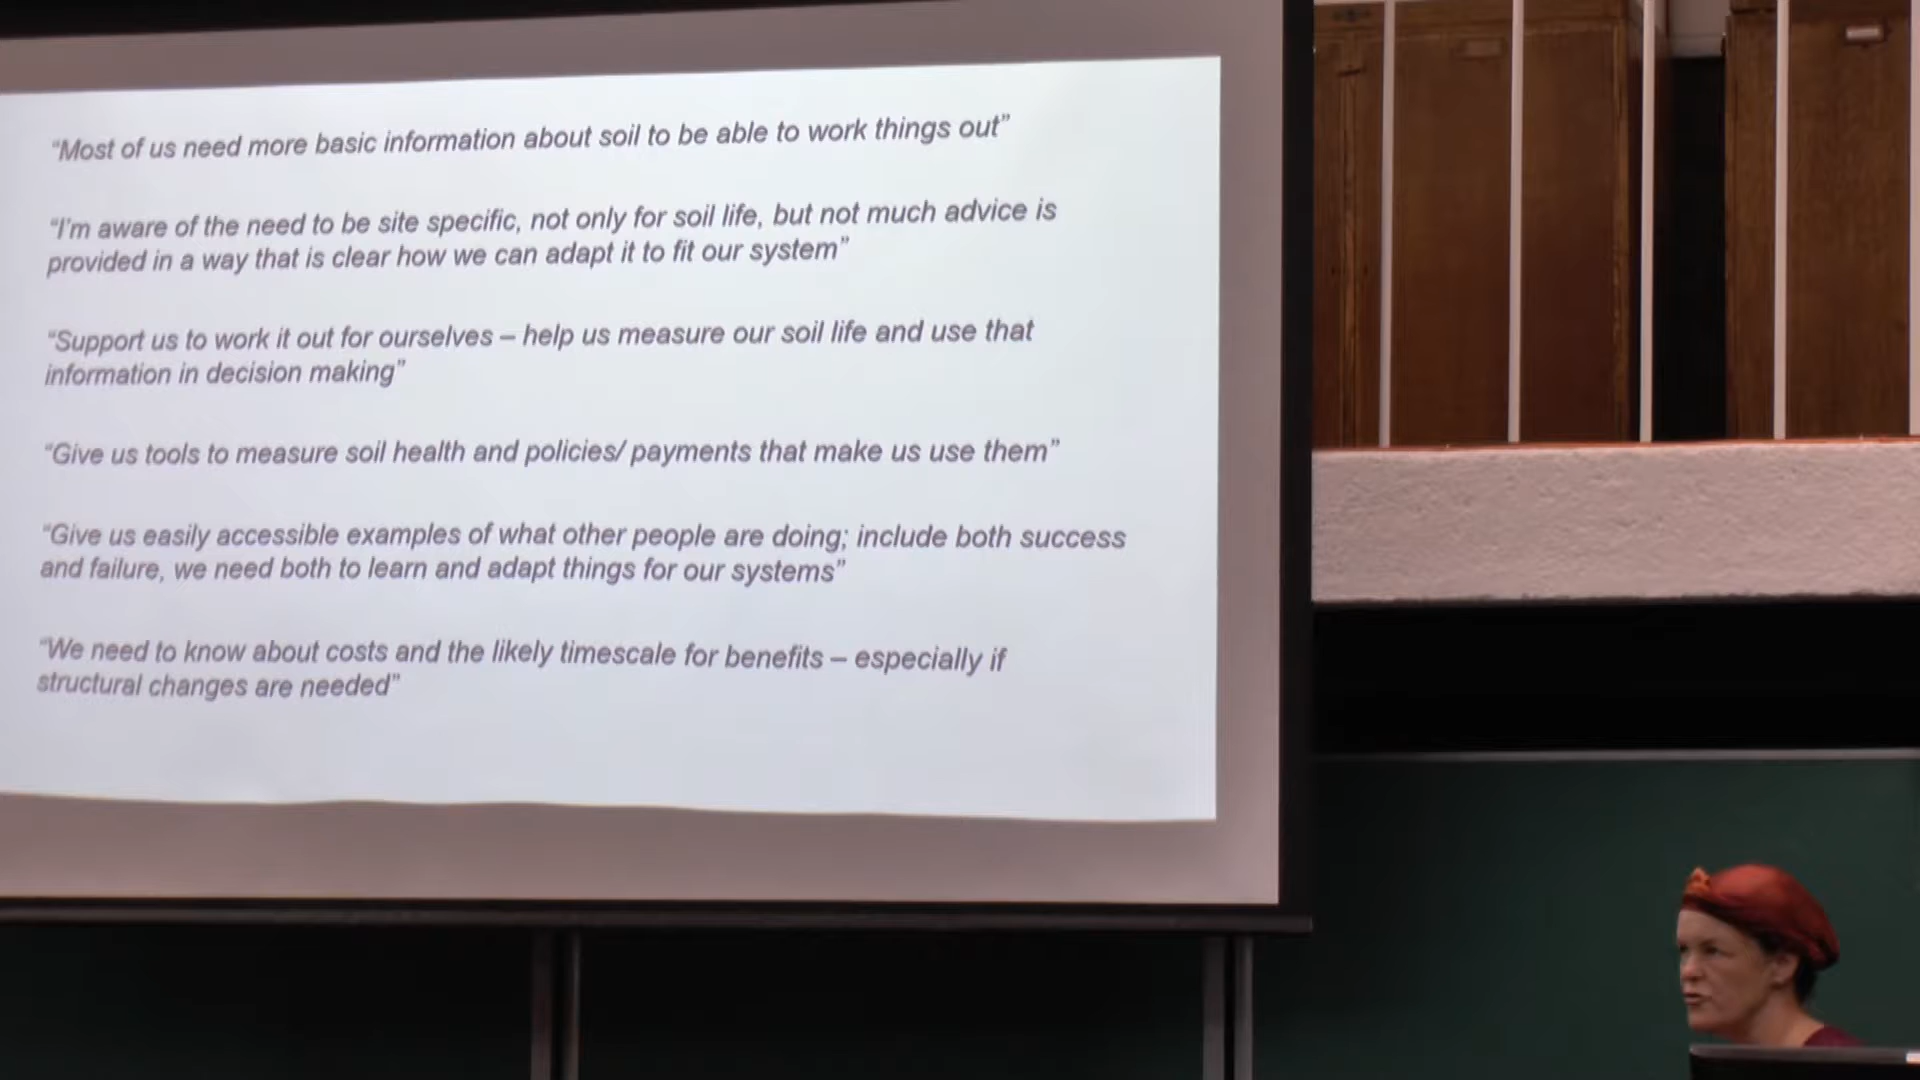 “Most of us need more basic information about soil to be able to work things out”
“I’m aware of the need to be site specific, not only for soil life, but not much advice is
provided in a way that is clear how we can adapt it to fit our system”
“Support us to work it out for ourselves – help us measure our soil life and use that
information in decision making”
“Give us tools to measure soil health and policies/ payments that make us use them”
“Give us easily accessible examples of what other people are doing; include both success
and failure, we need both to learn and adapt things for our systems”
“We need to know about costs and the likely timescale for benefits – especially if
structural changes are needed”